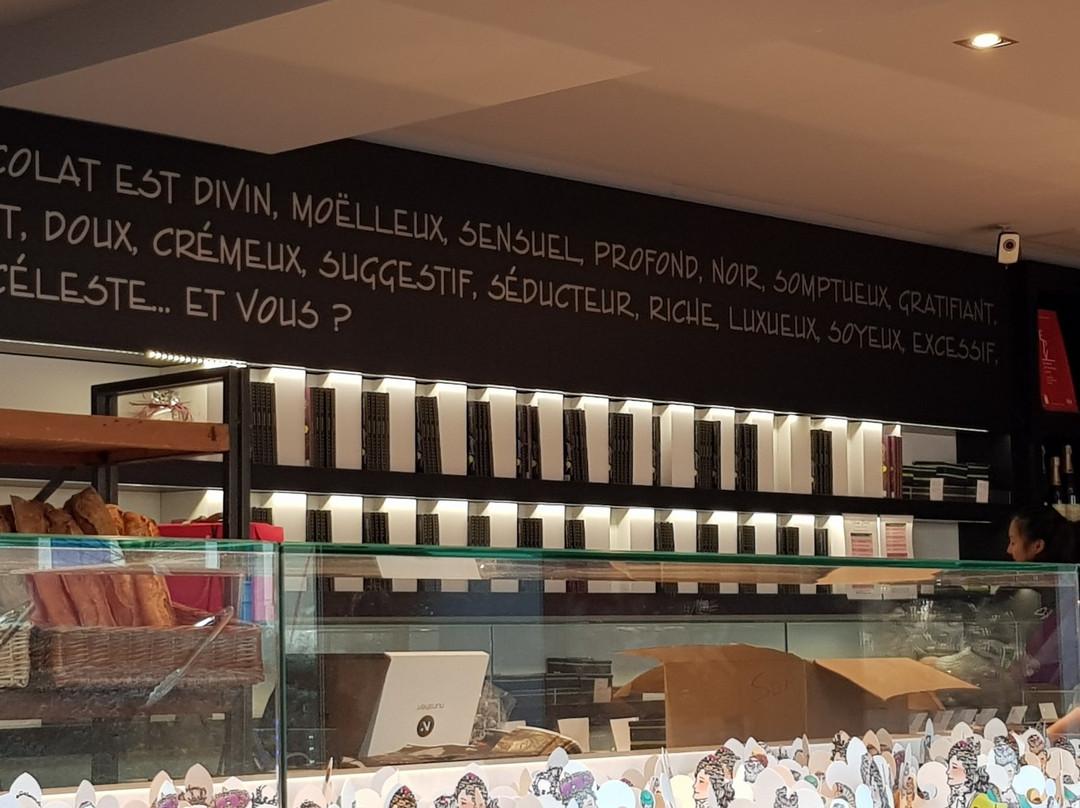 COLAT EST DIVIN, MOËLLEUX, SENSUEL, PROFOND, NOIR, SOMPTUEUX, GRATIFIANT,
T, DOUX, CRÉMEUX, SUGGESTIF, SÉDUCTEUR, RICHE, LUXUEUX, SOYEUX, EXCESSIF,
CÉLESTE... ET VOUS ?